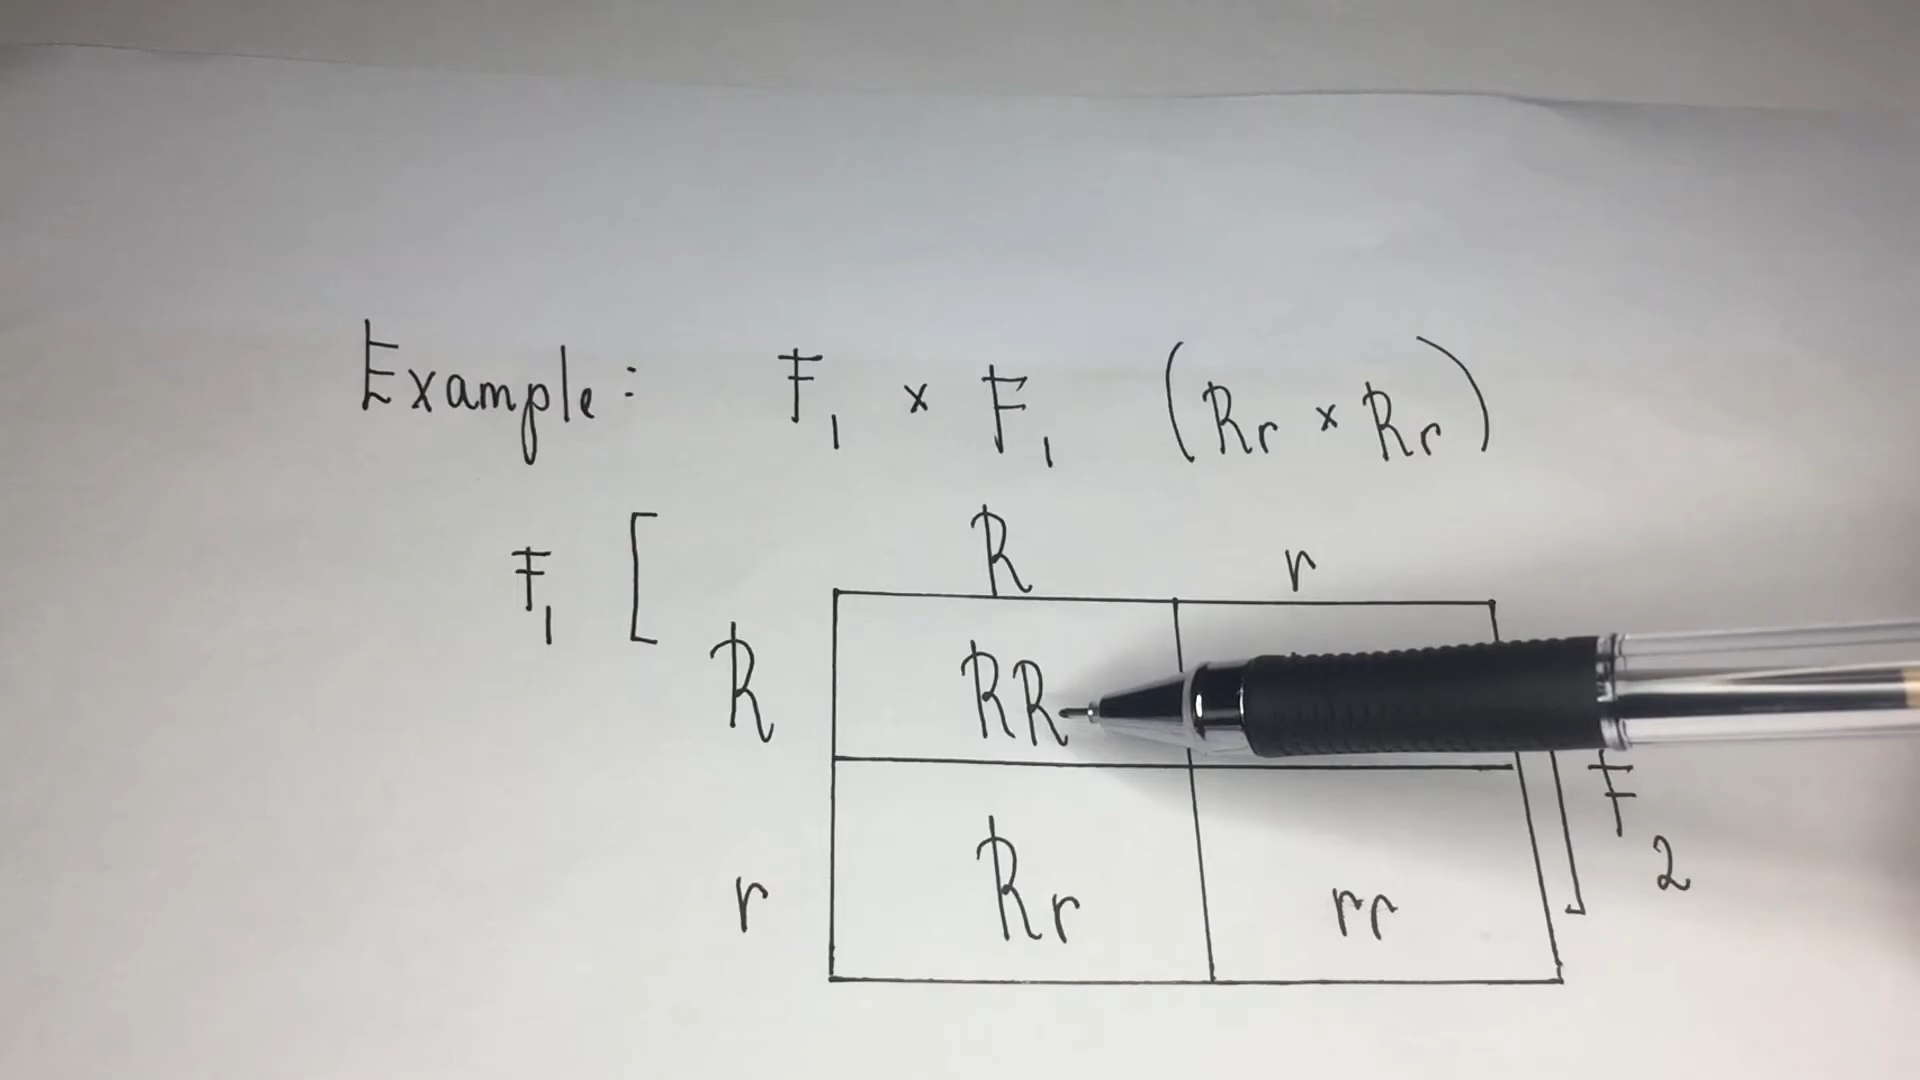 Example: F1 x F1 (Rr x Rr)
F1 [ R r
R RR
F2
r Rr rr